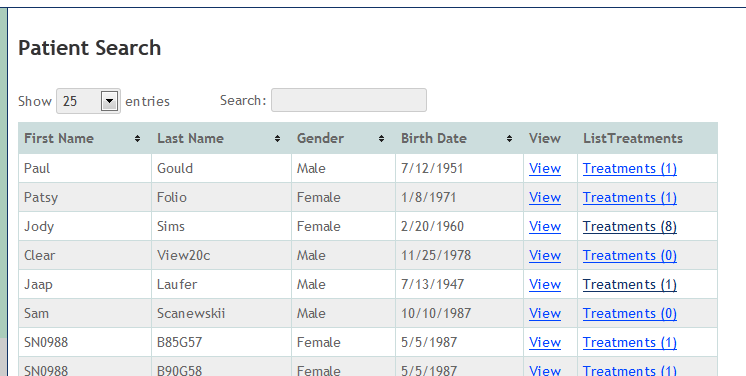 Patient Search
Show 25 entries Search:
First Name Last Name Gender Birth Date View ListTreatments
Paul Gould Male 7/12/1951 View Treatments (1)
Patsy Folio Female 1/8/1971 View Treatments (1)
Jody Sims Female 2/20/1960 View Treatments (8)
Clear View20c Male 11/25/1978 View Treatments (0)
Jaap Laufer Male 7/13/1947 View Treatments (1)
Sam Scanewskii Male 10/10/1987 View Treatments (0)
SN0988 B85G57 Female 5/5/1987 View Treatments (1)
SN0988 B90G58 Female 5/5/1987 View Treatments (1)